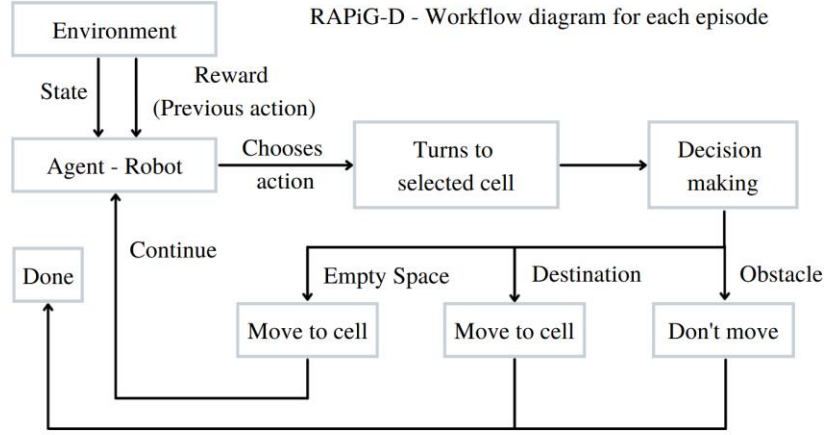 RAPiG-D - Workflow diagram for each episode
Environment
State
Reward
(Previous action)
Agent - Robot
Chooses
action
Turns to
selected cell
Decision
making
Continue
Done
Empty Space
Destination
Obstacle
Move to cell
Move to cell
Don't move